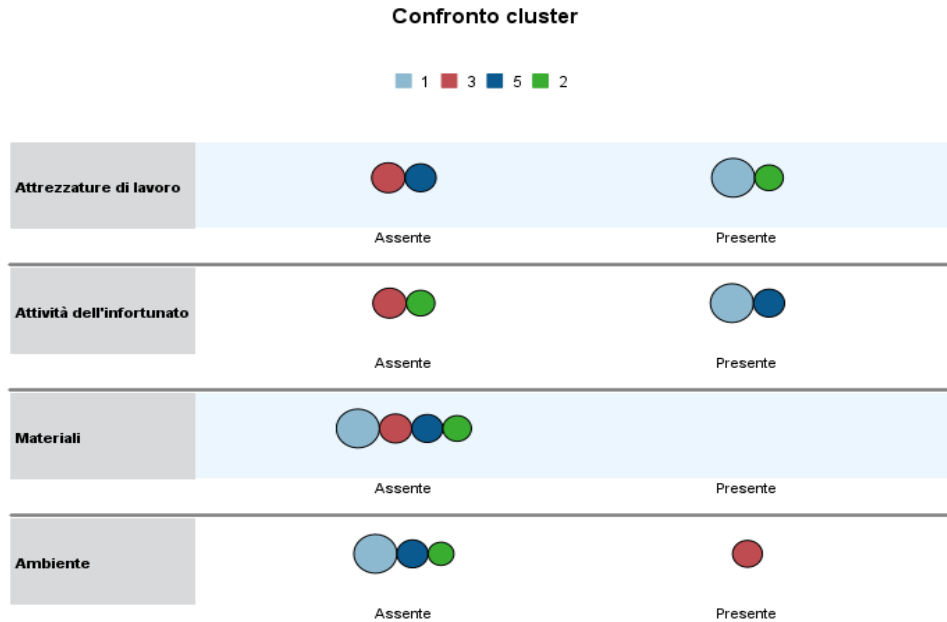 Confronto cluster
1 3 5 2
Attrezzature di lavoro
Assente Presente
Attività dell'infortunato
Assente Presente
Materiali
Assente Presente
Ambiente
Assente Presente